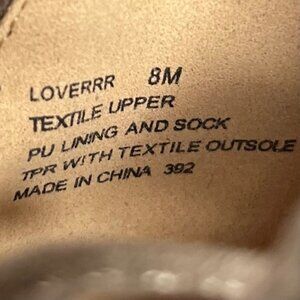 LOVERRR 8M
TEXTILE UPPER
PU LINING AND SOCK
TPR WITH TEXTILE OUTSOLE
MADE IN CHINA 392